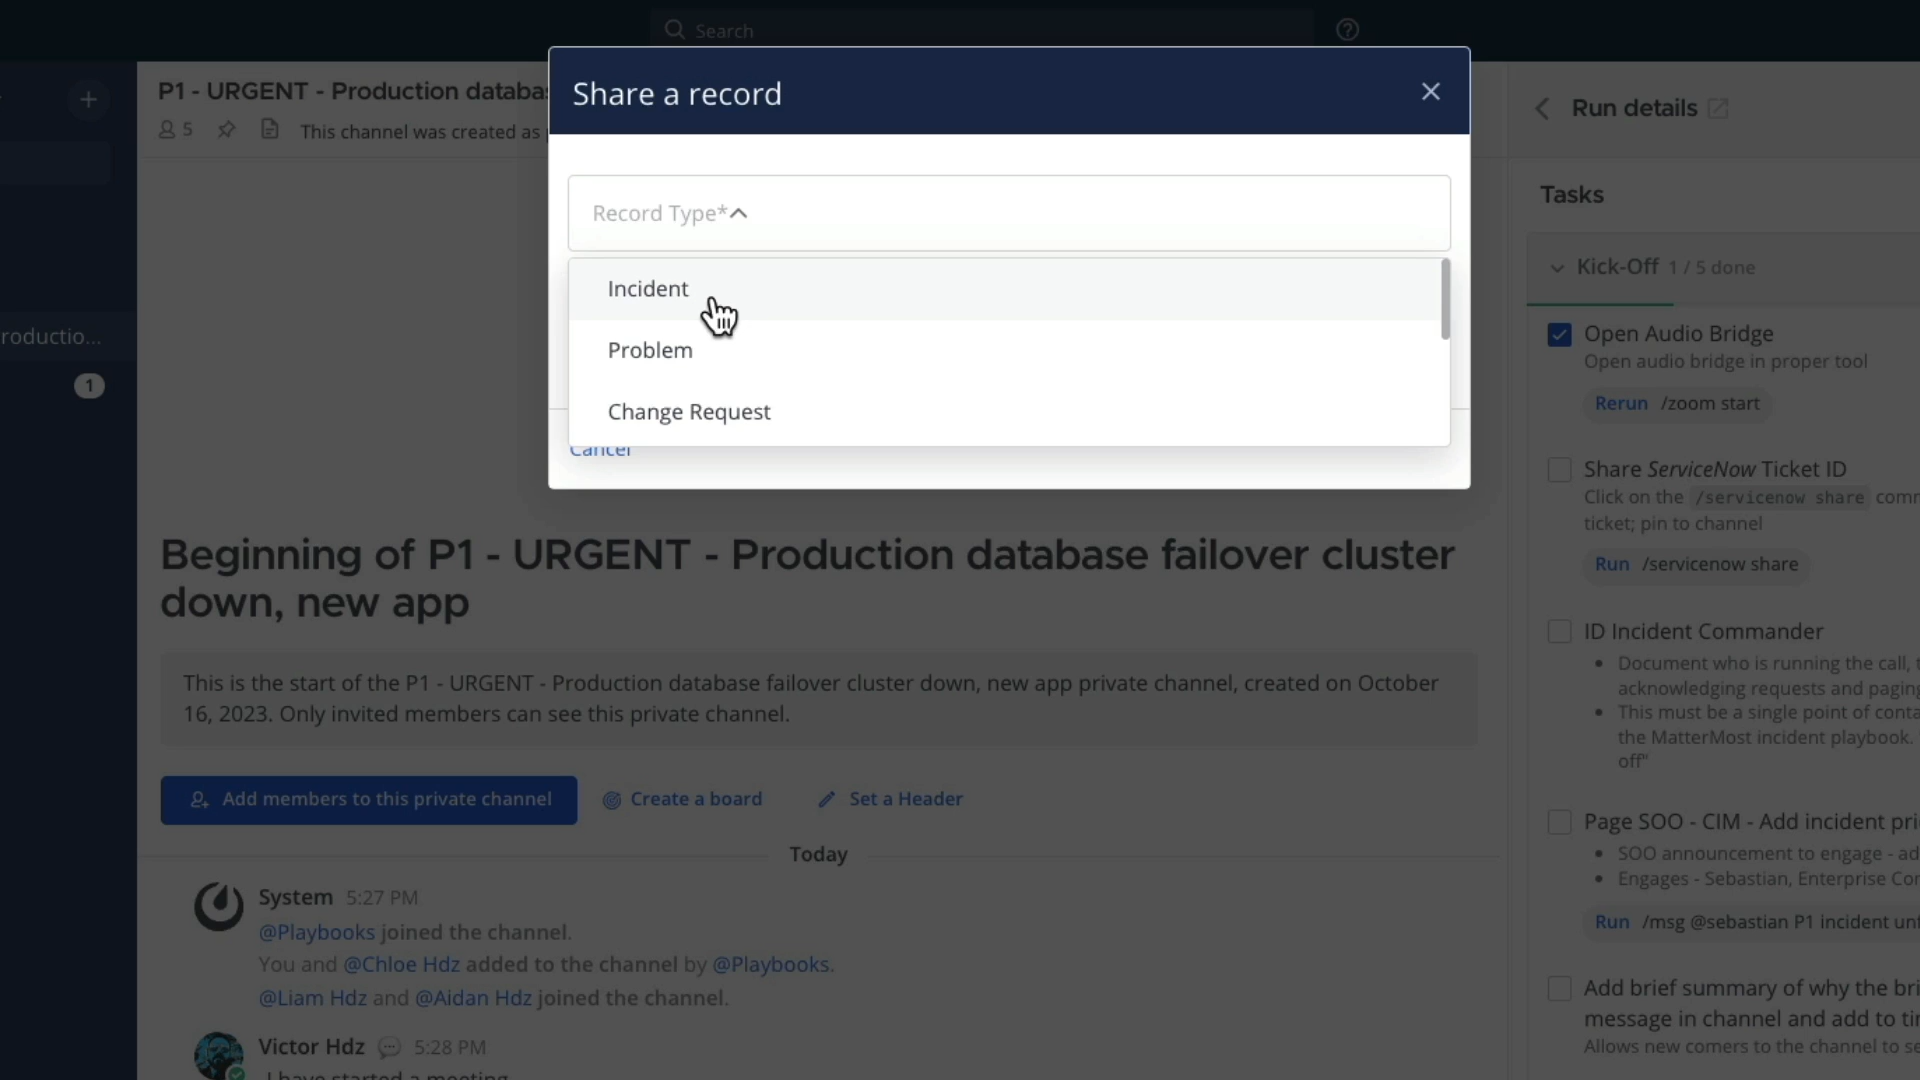 Search
Share a record
P1 - URGENT - Production databa
5
This channel was created as
Record Type*
Incident
Problem
Change Request
Cancel
roductio...
1
Beginning of P1 - URGENT - Production database failover cluster
down, new app
This is the start of the P1 - URGENT - Production database failover cluster down, new app private channel, created on October
16, 2023. Only invited members can see this private channel.
Add members to this private channel
Create a board
Set a Header
Today
System 5:27 PM
@Playbooks joined the channel.
You and @Chloe Hdz added to the channel by @Playbooks.
@Liam Hdz and @Aidan Hdz joined the channel.
Victor Hdz 5:28 PM
I have started a meeting
Run details
Tasks
Kick-Off 1 / 5 done
Open Audio Bridge
Open audio bridge in proper tool
Rerun /zoom start
Share ServiceNow Ticket ID
Click on the /servicenow share comm
ticket; pin to channel
Run /servicenow share
ID Incident Commander
• Document who is running the call, t
acknowledging requests and paging
• This must be a single point of conta
the MatterMost incident playbook.
off"
Page SOO - CIM - Add incident pri
• SOO announcement to engage - ad
• Engages - Sebastian, Enterprise Cor
Run /msg @sebastian P1 incident un
Add brief summary of why the bri
message in channel and add to ti
Allows new comers to the channel to se